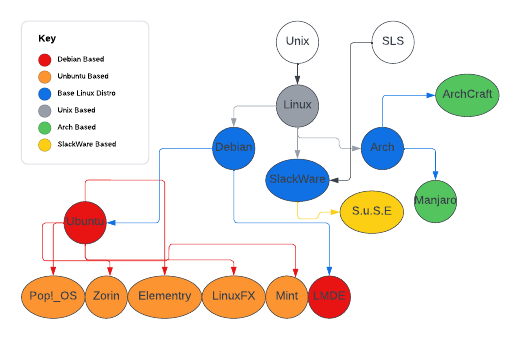 Key
Debian Based
Unbuntu Based
Base Linux Distro
Unix Based
Arch Based
SlackWare Based
Unix
SLS
Linux
ArchCraft
Debian
Arch
SlackWare
Manjaro
S.u.S.E
Ubuntu
Pop!_OS
Zorin
Elementry
LinuxFX
Mint
LMDE